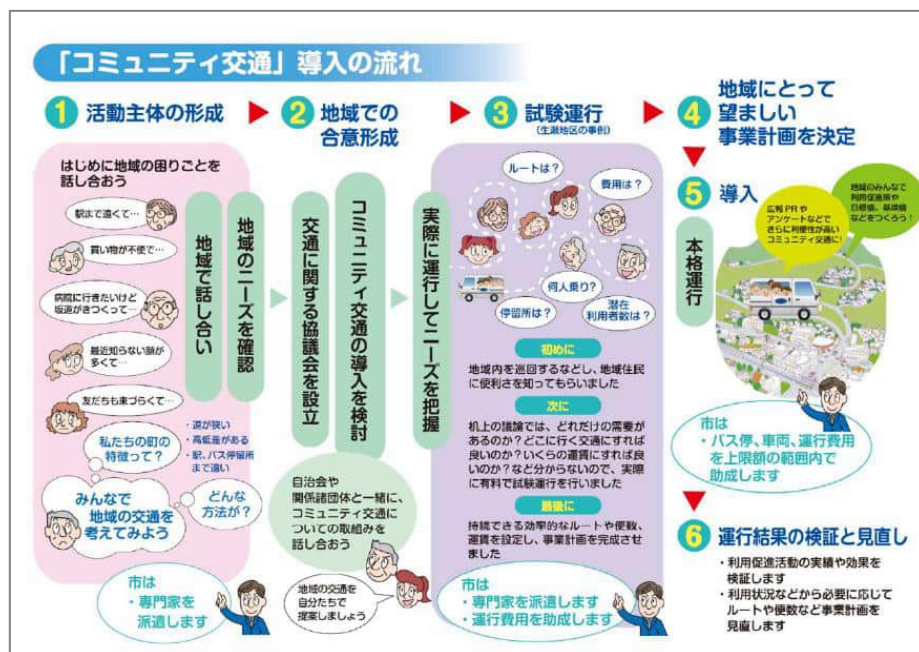 「コミュニティ交通」導入の流れ
1 活動主体の形成
はじめに地域の困りごとを
話し合おう
駅まで遠くて…
買い物が不便で…
病院に行きたいけど
坂道がきつくって…
最近知らない顔が
多くて…
友だちも来づらくて…
地域で話し合い
地域のニーズを確認
私たちの町の
特徴って?
・道が狭い
・高低差がある
・駅、バス停留所
まで遠い
みんなで
地域の交通を
考えてみよう
どんな
方法が?
市は
・専門家を
派遣します
2 地域での
合意形成
交通に関する協議会を設立
コミュニティ交通の導入を検討
自治会や
関係諸団体と一緒に、
コミュニティ交通に
ついての取組みを
話し合おう
地域の交通を
自分たちで
提案しましょう
3 試験運行
(生瀬地区の事例)
実際に運行してニーズを把握
ルートは?
費用は?
何人乗り?
停留所は?
潜在
利用者数は?
初めに
地域内を巡回するなどし、地域住民
に便利さを知ってもらいました
次に
机上の議論では、どれだけの需要
があるのか?どこに行く交通にすれば
良いのか?いくらの運賃にすれば良
いのか?など分からないので、実際
に有料で試験運行を行いました
最後に
持続できる効率的なルートや便数、
運賃を設定し、事業計画を完成させ
ました
市は
・専門家を派遣します
・運行費用を助成します
4 地域にとって
望ましい
事業計画を決定
5 導入
本格運行
広報PRや
アンケートなどで
さらに利便性が高い
コミュニティ交通に!
地域のみんなで
利用促進策や
目標値、基準値
などをつくろう!
市は
・バス停、車両、運行費用
を上限額の範囲内で
助成します
6 運行結果の検証と見直し
・利用促進活動の実績や効果を
検証します
・利用状況などから必要に応じて
ルートや便数など事業計画を
見直します